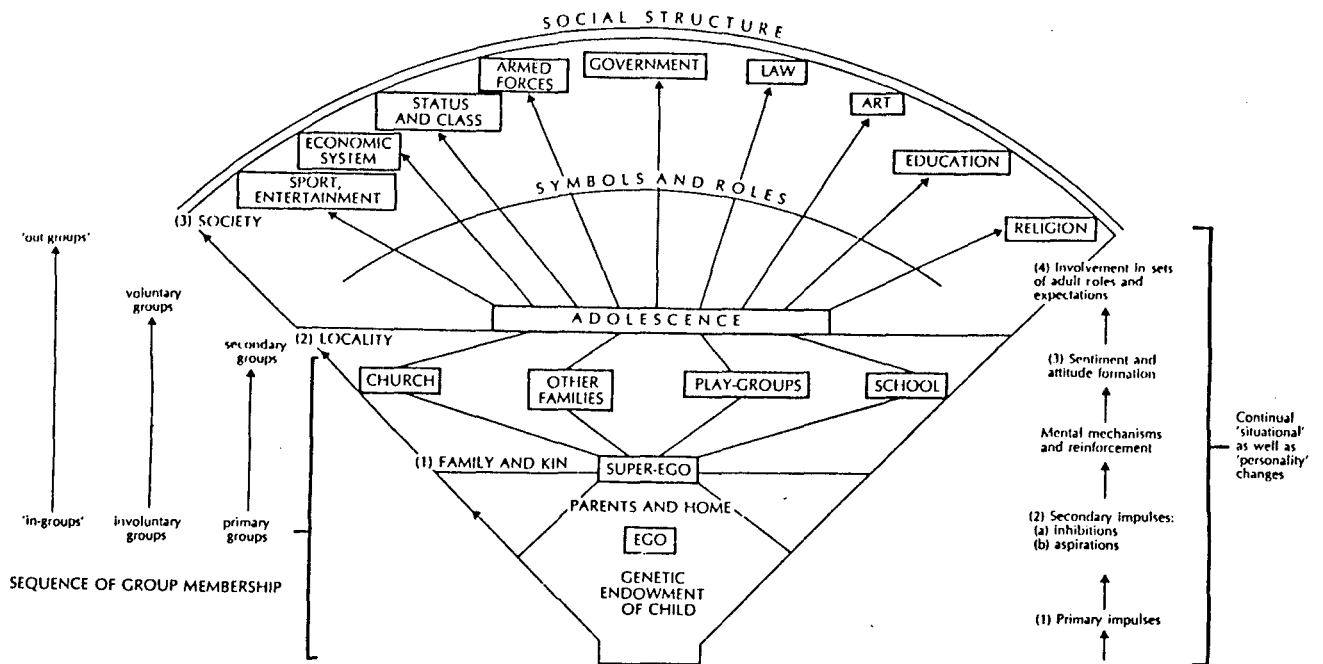 SOCIAL STRUCTURE
ARMED
FORCES
GOVERNMENT
LAW
STATUS
AND CLASS
ART
ECONOMIC
SYSTEM
EDUCATION
SPORT,
ENTERTAINMENT
SYMBOLS AND ROLES
(3) SOCIETY
RELIGION
'out groups'
voluntary
groups
secondary
groups
(4) Involvement in sets
of adult roles and
expectations
ADOLESCENCE
(2) LOCALITY
CHURCH
OTHER
FAMILIES
PLAY-GROUPS
SCHOOL
(3) Sentiment and
attitude formation
Mental mechanisms
and reinforcement
Continual
'situational'
as well as
'personality'
changes
(1) FAMILY AND KIN
SUPER-EGO
PARENTS AND HOME
EGO
GENETIC
ENDOWMENT
OF CHILD
'in-groups'
involuntary
groups
primary
groups
(2) Secondary impulses:
(a) inhibitions
(b) aspirations
SEQUENCE OF GROUP MEMBERSHIP
(1) Primary impulses